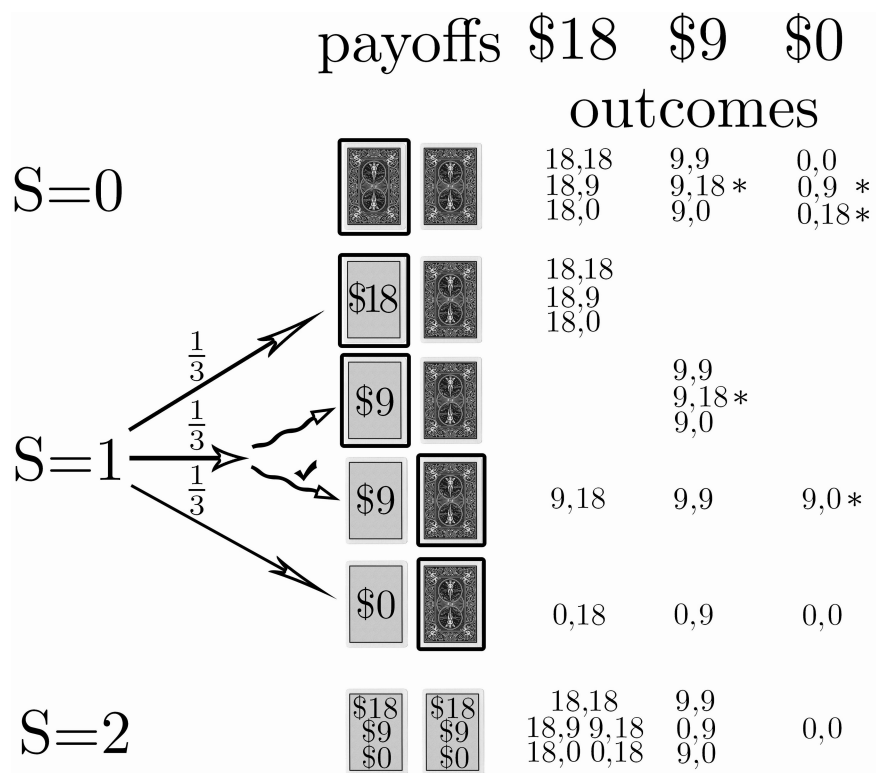 payoffs $18 $9 $0
outcomes
S=0
18,18 9,9 0,0
18,9 9,18 * 0,9 *
18,0 9,0 0,18 *
$18
18,18
18,9
18,0
1/3
$9
9,9
9,18 *
9,0
1/3
S=1
1/3
$9 9,18 9,9 9,0 *
$0 0,18 0,9 0,0
S=2
$18 $18 18,18 9,9
$9 $9 18,9 9,18 0,9 0,0
$0 $0 18,0 0,18 9,0